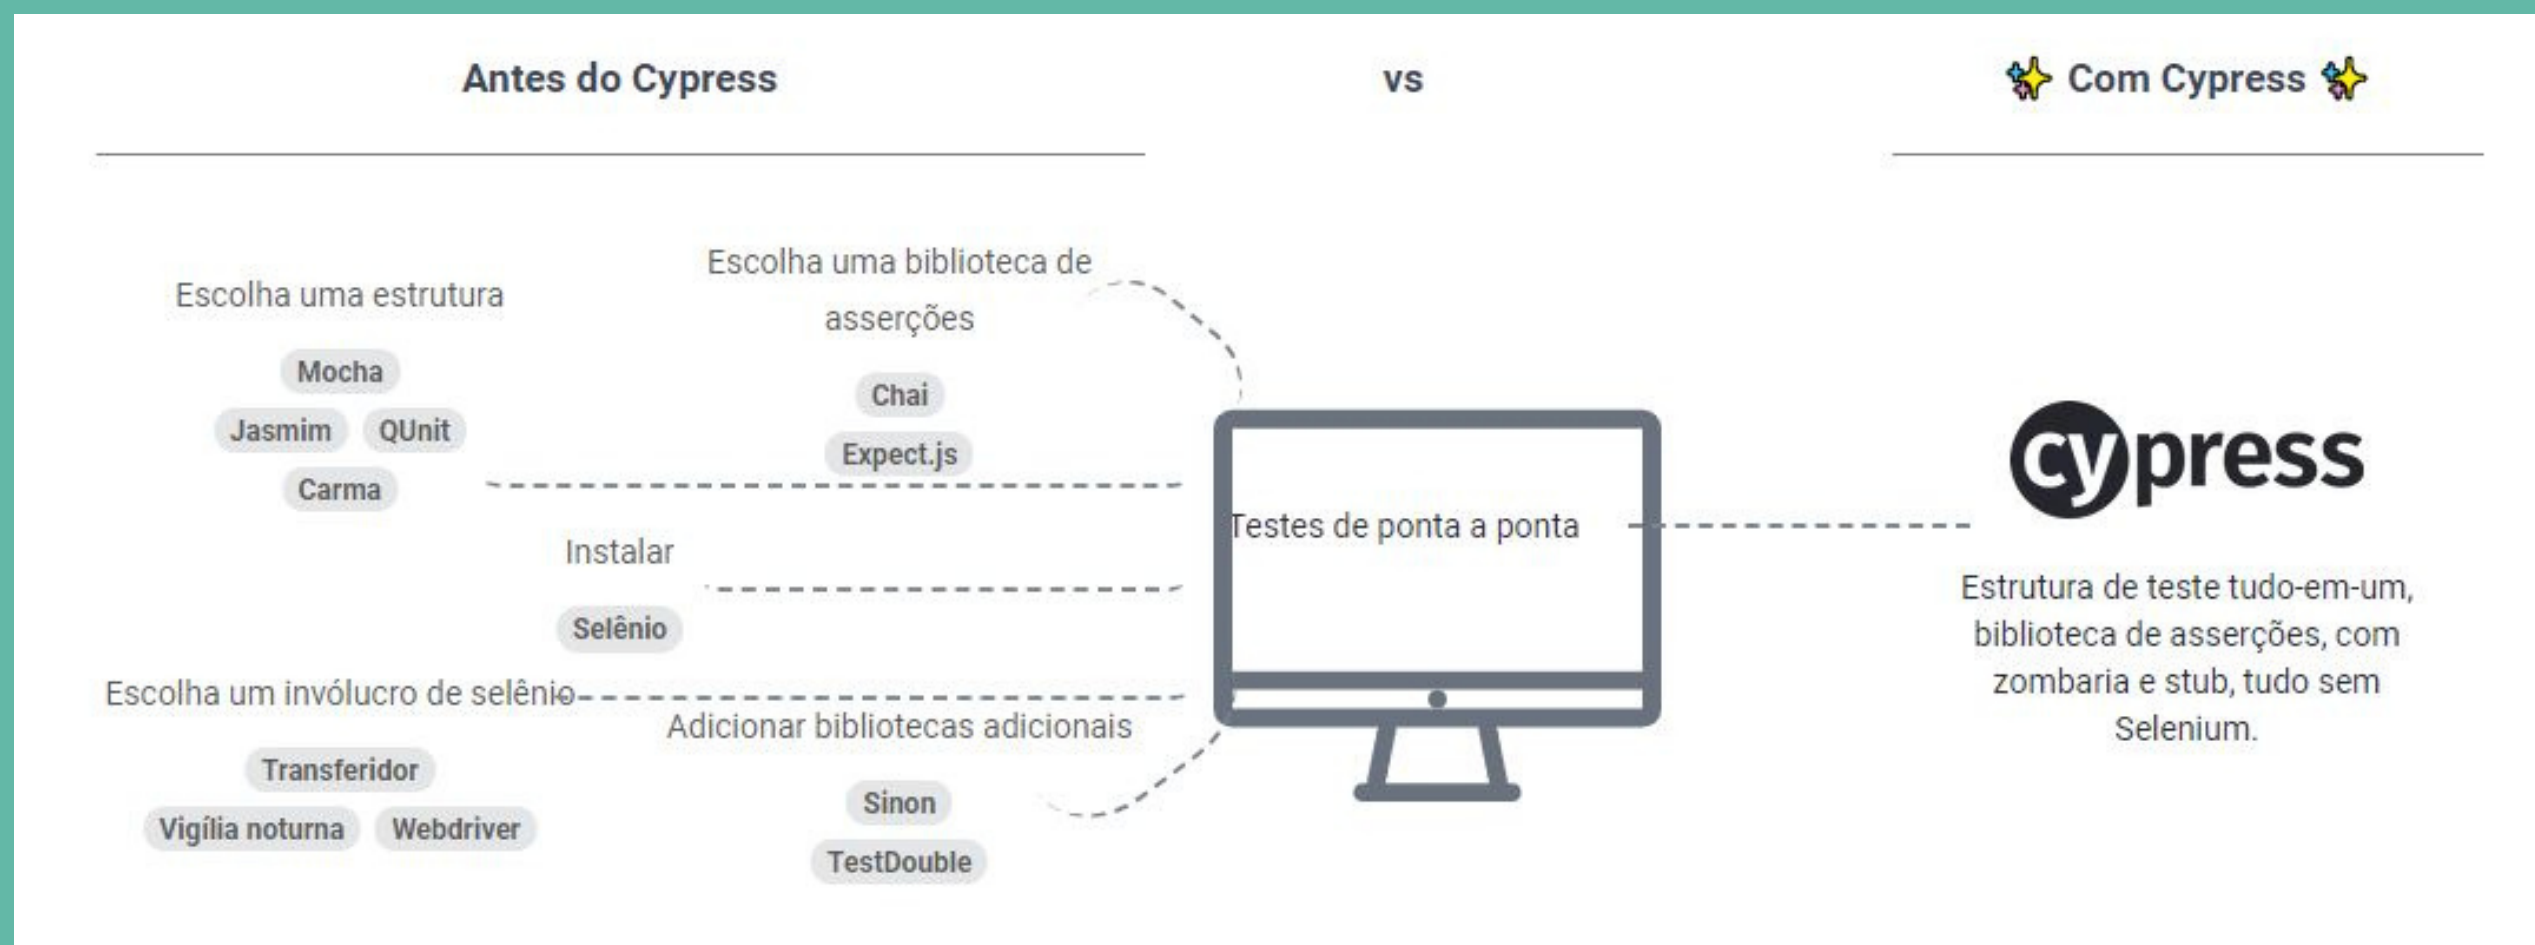 Antes do Cypress
vs
Com Cypress
Escolha uma estrutura
Mocha
Jasmim QUnit
Carma
Escolha uma biblioteca de
asserções
Chai
Expect.js
Instalar
Selênio
Escolha um invólucro de selênio
Transferidor
Vigília noturna Webdriver
Adicionar bibliotecas adicionais
Sinon
TestDouble
Testes de ponta a ponta
cypress
Estrutura de teste tudo-em-um,
biblioteca de asserções, com
zombaria e stub, tudo sem
Selenium.